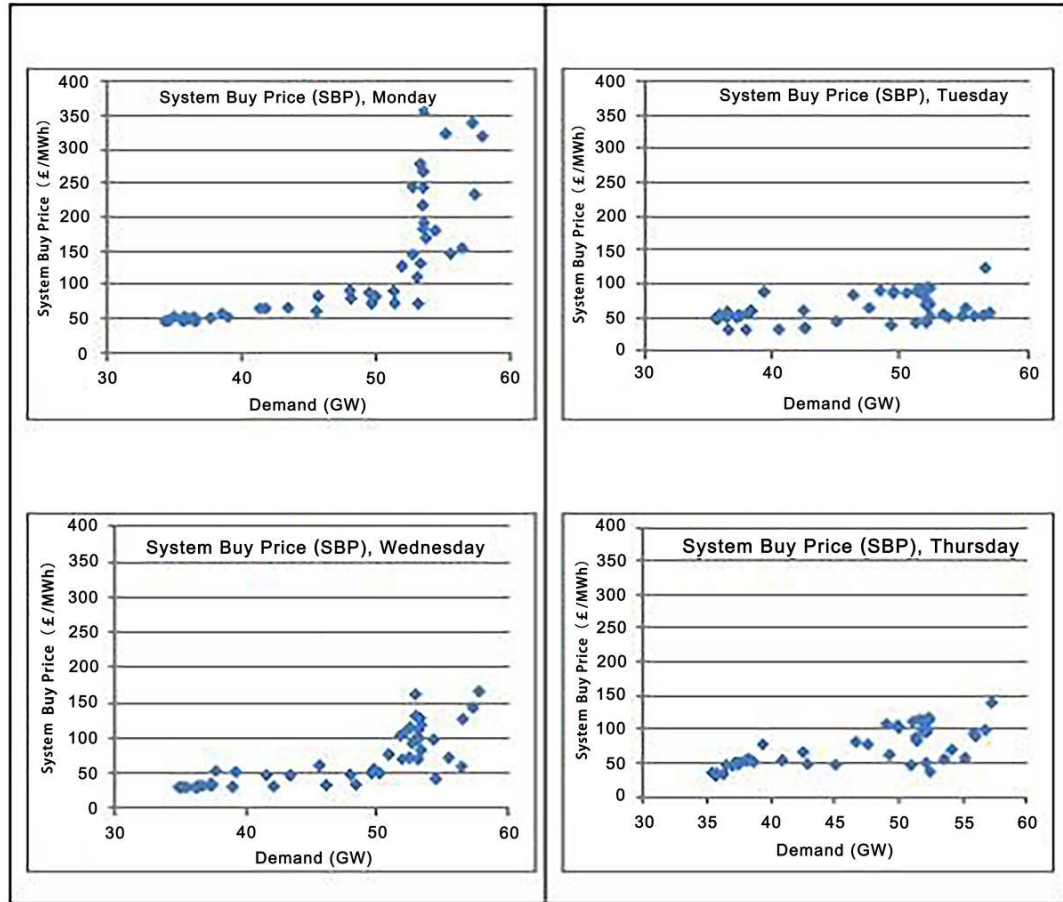 System Buy Price (SBP), Monday
System Buy Price (£/MWh)
400
350
300
250
200
150
100
50
0
30 40 50 60
Demand (GW)
System Buy Price (SBP), Tuesday
System Buy Price (£/MWh)
400
350
300
250
200
150
100
50
0
30 40 50 60
Demand (GW)
System Buy Price (SBP), Wednesday
System Buy Price (£/MWh)
400
350
300
250
200
150
100
50
0
30 40 50 60
Demand (GW)
System Buy Price (SBP), Thursday
System Buy Price (£/MWh)
400
350
300
250
200
150
100
50
0
30 35 40 45 50 55 60
Demand (GW)